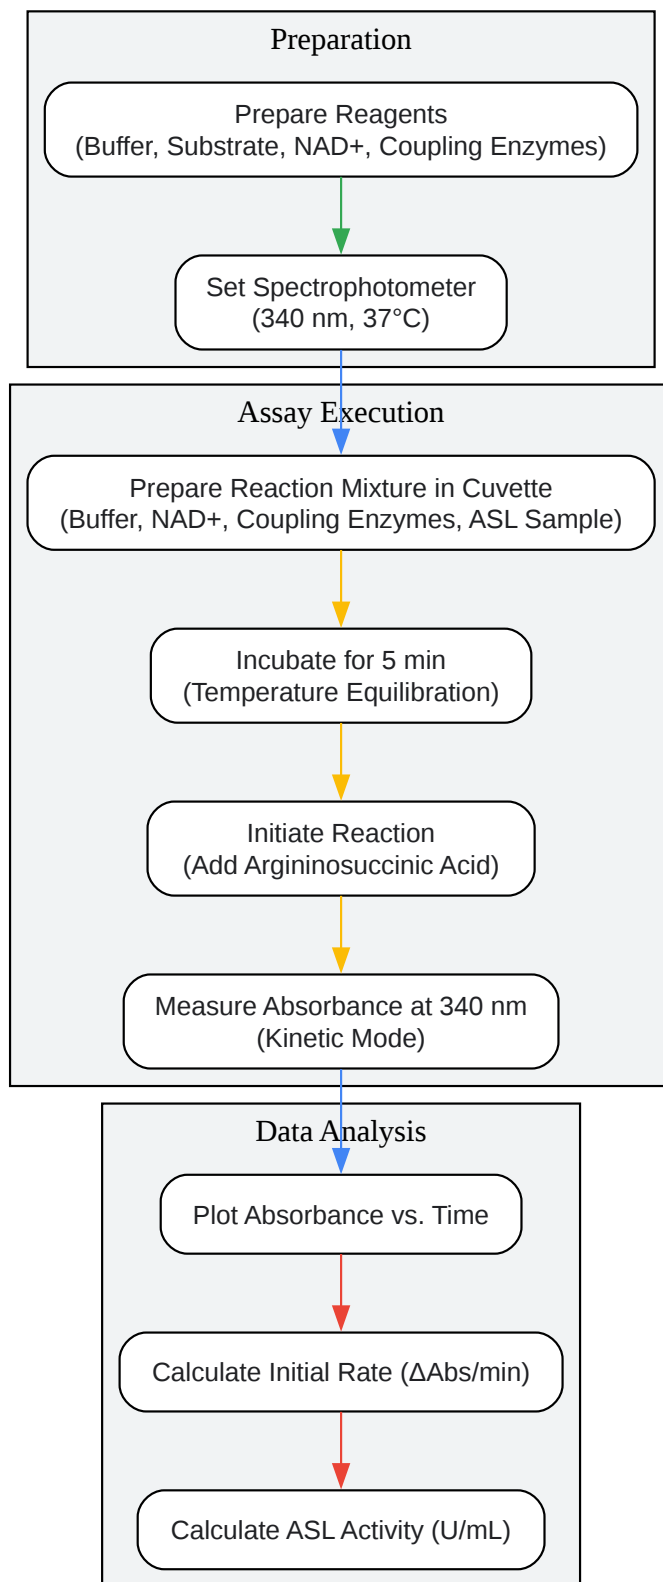 Preparation
Prepare Reagents
(Buffer, Substrate, NAD+, Coupling Enzymes)
Set Spectrophotometer
(340 nm, 37°C)
Assay Execution
Prepare Reaction Mixture in Cuvette
(Buffer, NAD+, Coupling Enzymes, ASL Sample)
Incubate for 5 min
(Temperature Equilibration)
Initiate Reaction
(Add Argininosuccinic Acid)
Measure Absorbance at 340 nm
(Kinetic Mode)
Data Analysis
Plot Absorbance vs. Time
Calculate Initial Rate (ΔAbs/min)
Calculate ASL Activity (U/mL)